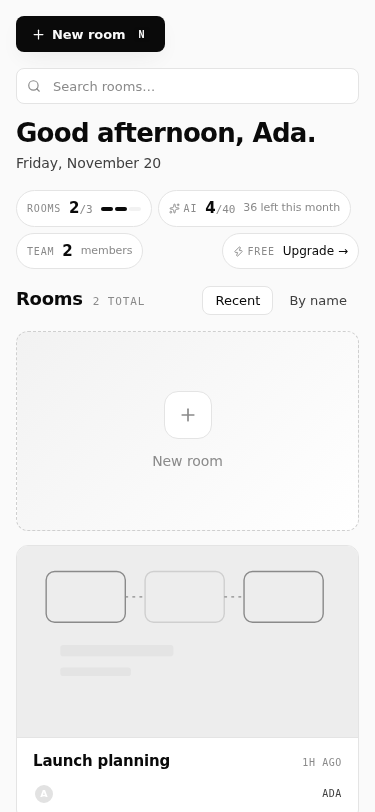 New room N
Search rooms...
Good afternoon, Ada.
Friday, November 20
ROOMS 2/3
AI 4/40 36 left this month
TEAM 2 members
FREE Upgrade →
Rooms 2 TOTAL
Recent By name
New room
Launch planning 1H AGO
A ADA